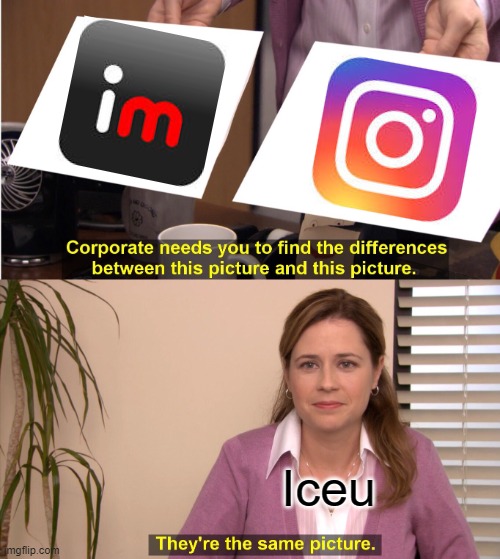 im
Corporate needs you to find the differences
between this picture and this picture.
Iceu
They're the same picture.
imgflip.com